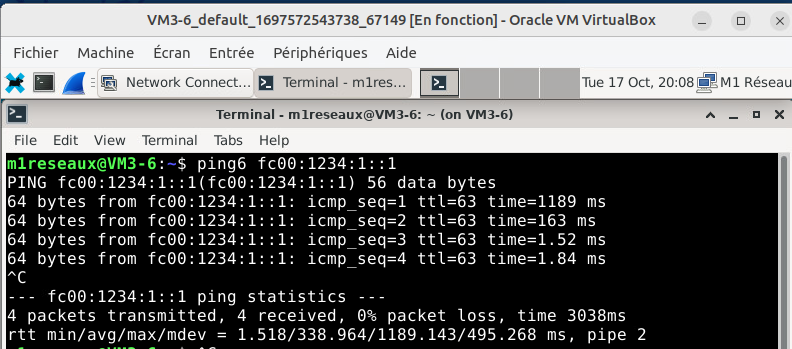 VM3-6_default_1697572543738_67149 [En fonction] - Oracle VM VirtualBox
Fichier Machine Écran Entrée Périphériques Aide
Network Connect... Terminal - m1res... Tue 17 Oct, 20:08 M1 Réseau
Terminal - m1reseaux@VM3-6: ~ (on VM3-6)
File Edit View Terminal Tabs Help
m1reseaux@VM3-6:~$ ping6 fc00:1234:1::1
PING fc00:1234:1::1(fc00:1234:1::1) 56 data bytes
64 bytes from fc00:1234:1::1: icmp_seq=1 ttl=63 time=1189 ms
64 bytes from fc00:1234:1::1: icmp_seq=2 ttl=63 time=163 ms
64 bytes from fc00:1234:1::1: icmp_seq=3 ttl=63 time=1.52 ms
64 bytes from fc00:1234:1::1: icmp_seq=4 ttl=63 time=1.84 ms
^C
--- fc00:1234:1::1 ping statistics ---
4 packets transmitted, 4 received, 0% packet loss, time 3038ms
rtt min/avg/max/mdev = 1.518/338.964/1189.143/495.268 ms, pipe 2